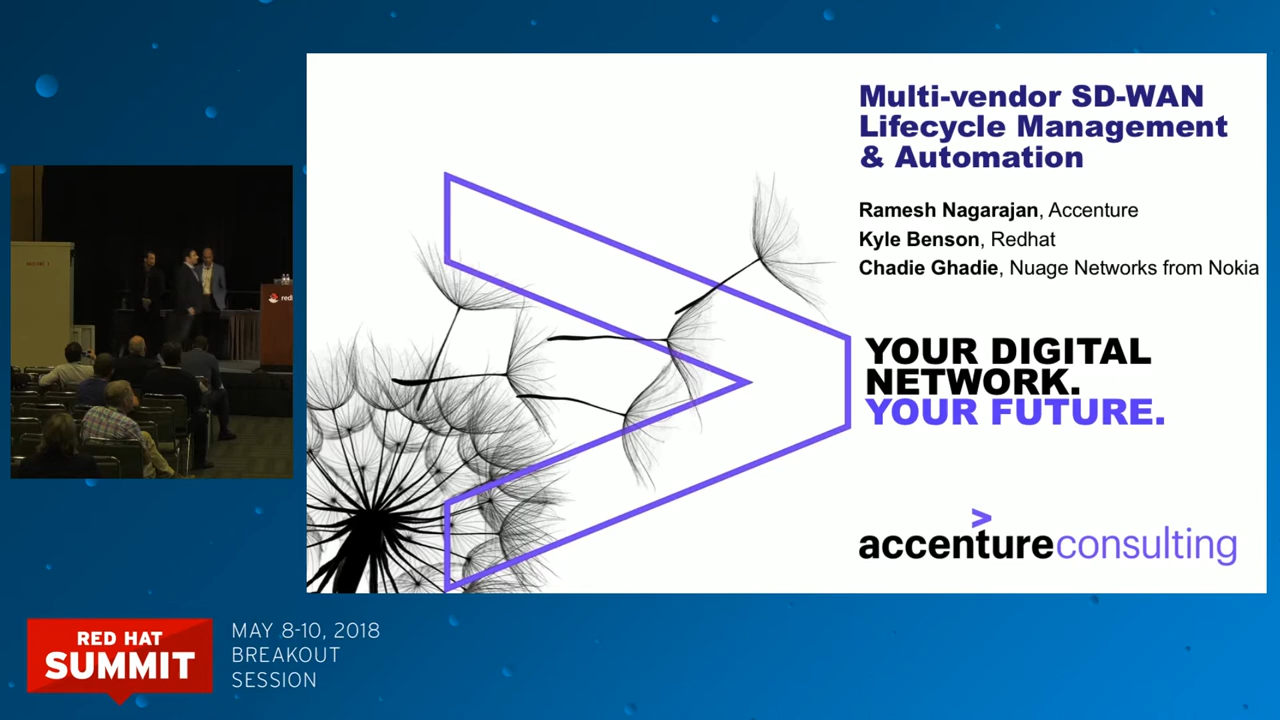 Multi-vendor SD-WAN
Lifecycle Management
& Automation
Ramesh Nagarajan, Accenture
Kyle Benson, Redhat
Chadie Ghadie, Nuage Networks from Nokia
YOUR DIGITAL
NETWORK.
YOUR FUTURE.
>
accentureconsulting
RED HAT
SUMMIT
MAY 8-10, 2018
BREAKOUT
SESSION